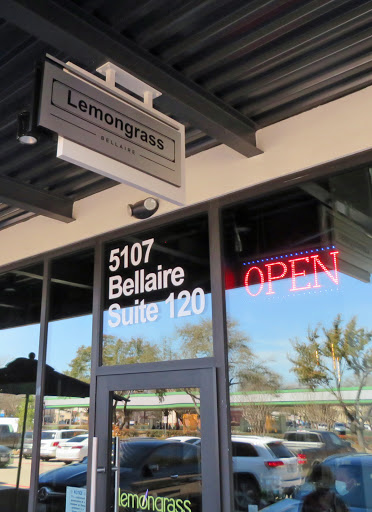 Lemongrass
BELLAIRE
5107
Bellaire
Suite 120
OPEN
lemongrass